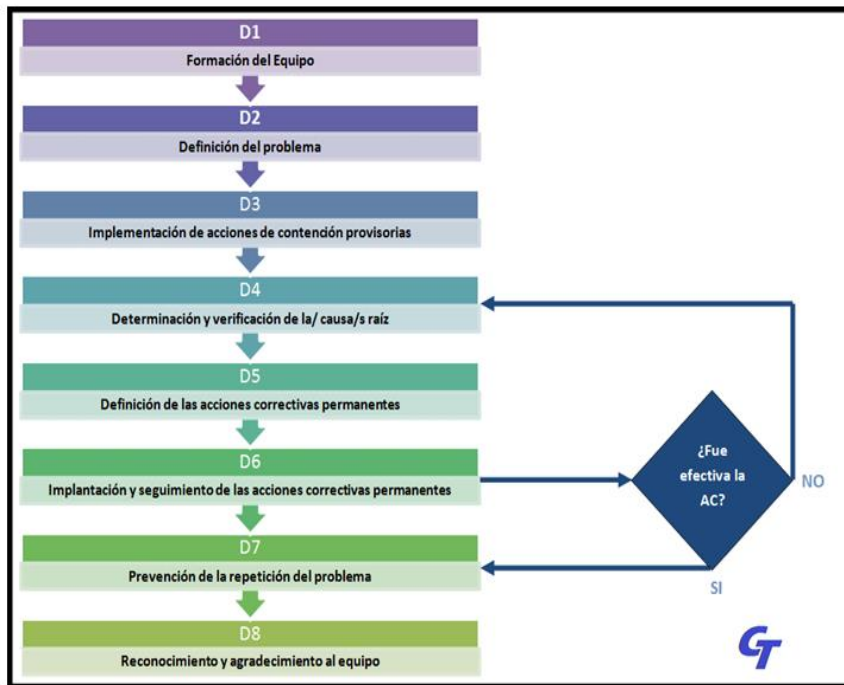 D1
Formación del Equipo
D2
Definición del problema
D3
Implementación de acciones de contención provisorias
D4
Determinación y verificación de la/ causa/s raíz
D5
Definición de las acciones correctivas permanentes
D6
Implantación y seguimiento de las acciones correctivas permanentes
¿Fue
efectiva la
AC?
NO
SI
D7
Prevención de la repetición del problema
D8
Reconocimiento y agradecimiento al equipo
GT